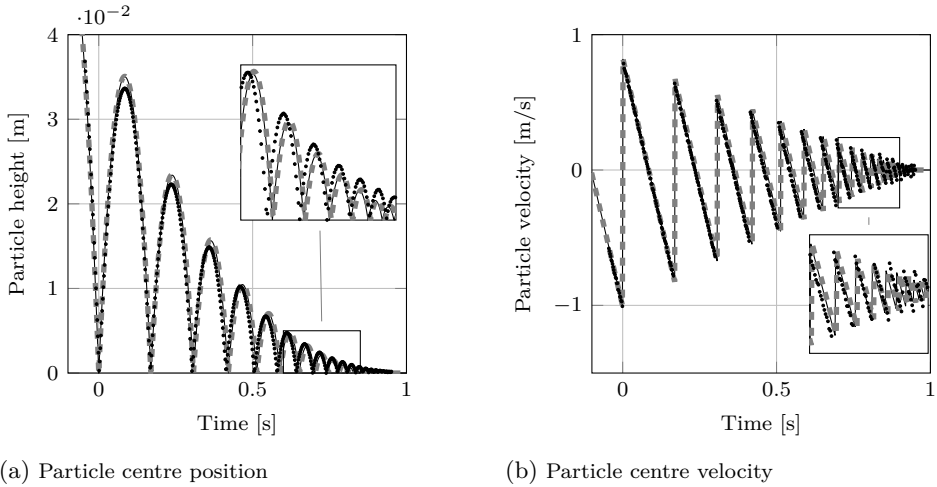 ·10⁻²
4
3
2
1
0
0
0.5
1
Particle height [m]
Time [s]
(a) Particle centre position
1
0
−1
0
0.5
1
Particle velocity [m/s]
Time [s]
(b) Particle centre velocity